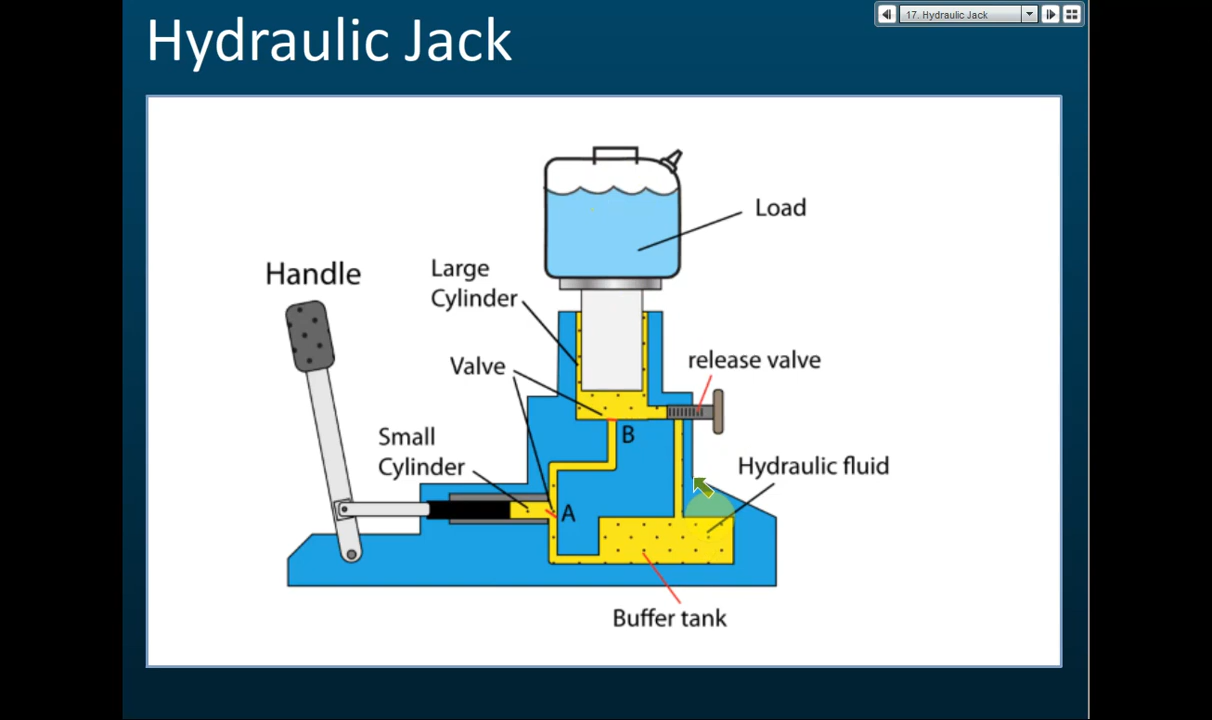 Hydraulic Jack
17. Hydraulic Jack
Load
Handle
Large
Cylinder
Valve
release valve
B
Small
Cylinder
Hydraulic fluid
A
Buffer tank